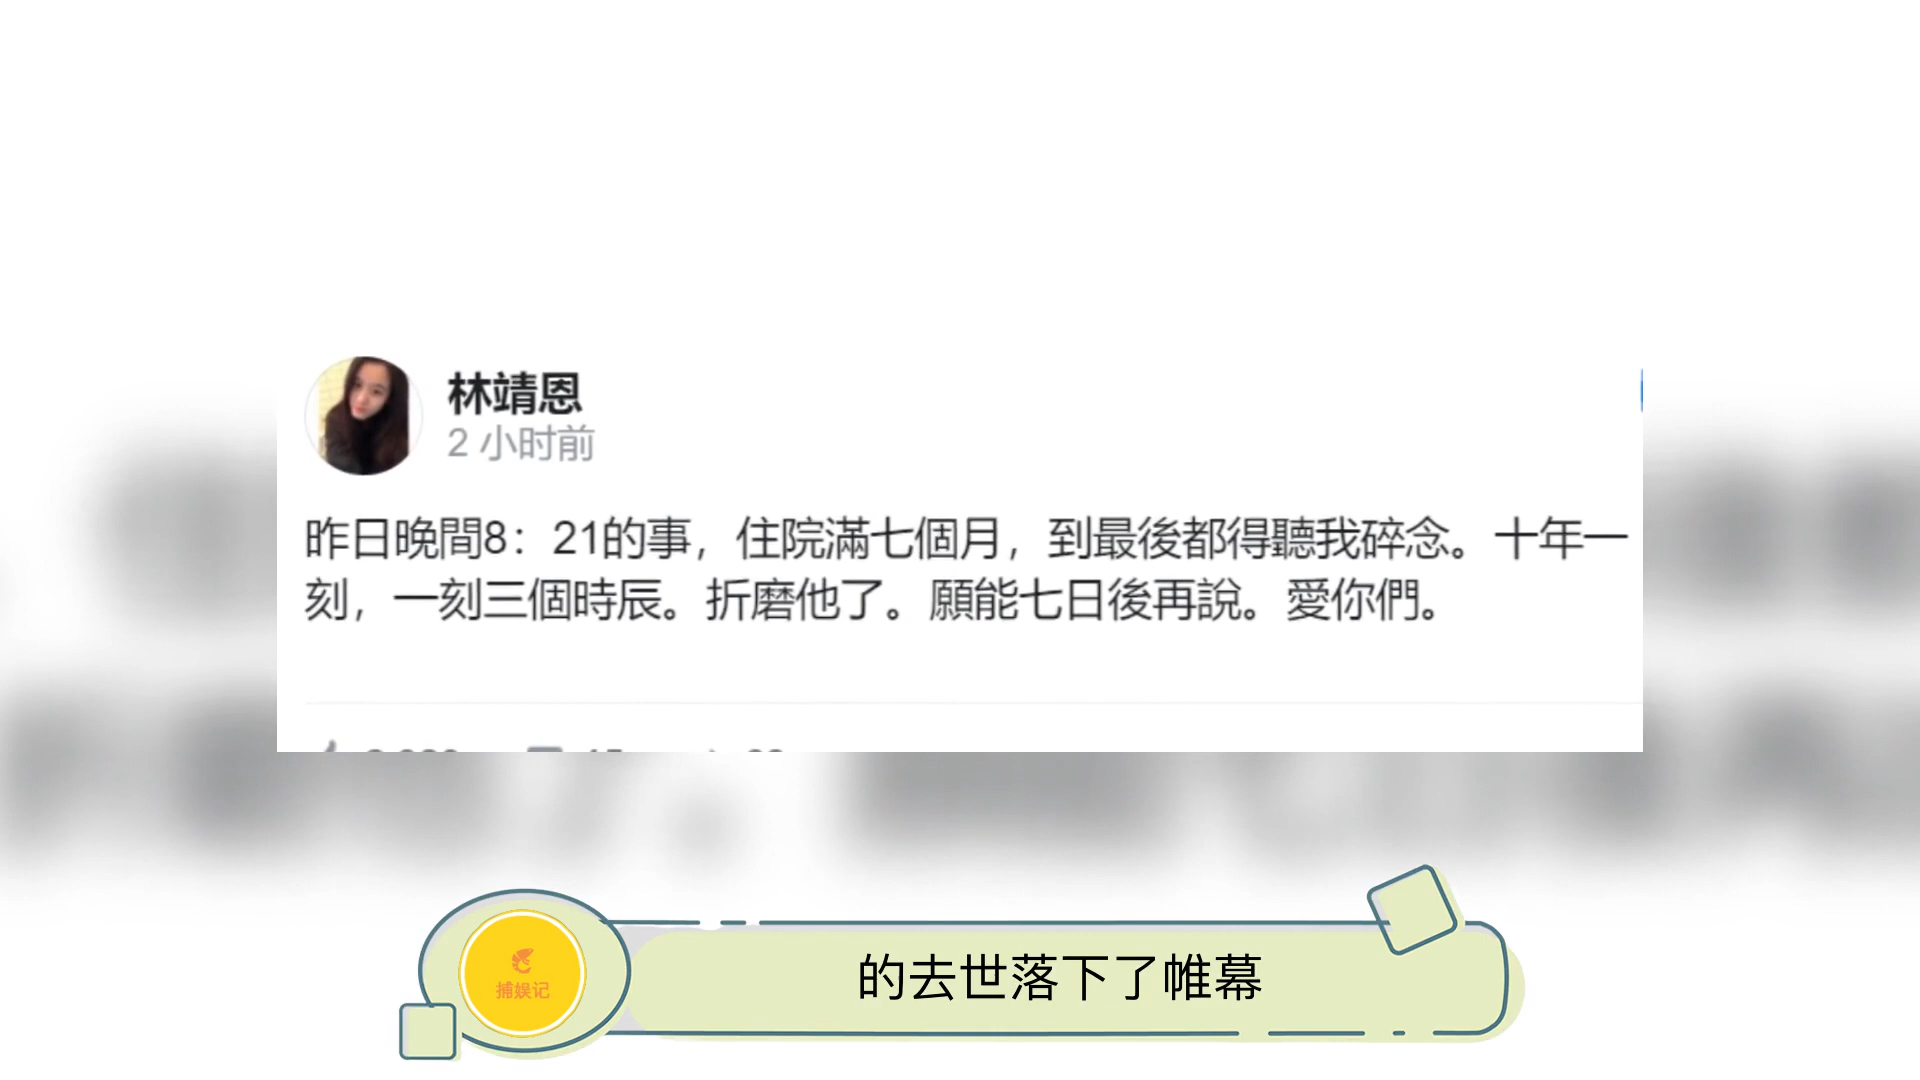 林靖恩
2 小时前
昨日晚間8：21的事，住院滿七個月，到最後都得聽我碎念。十年一
刻，一刻三個時辰。折磨他了。願能七日後再說。愛你們。
捕娱记
的去世落下了帷幕